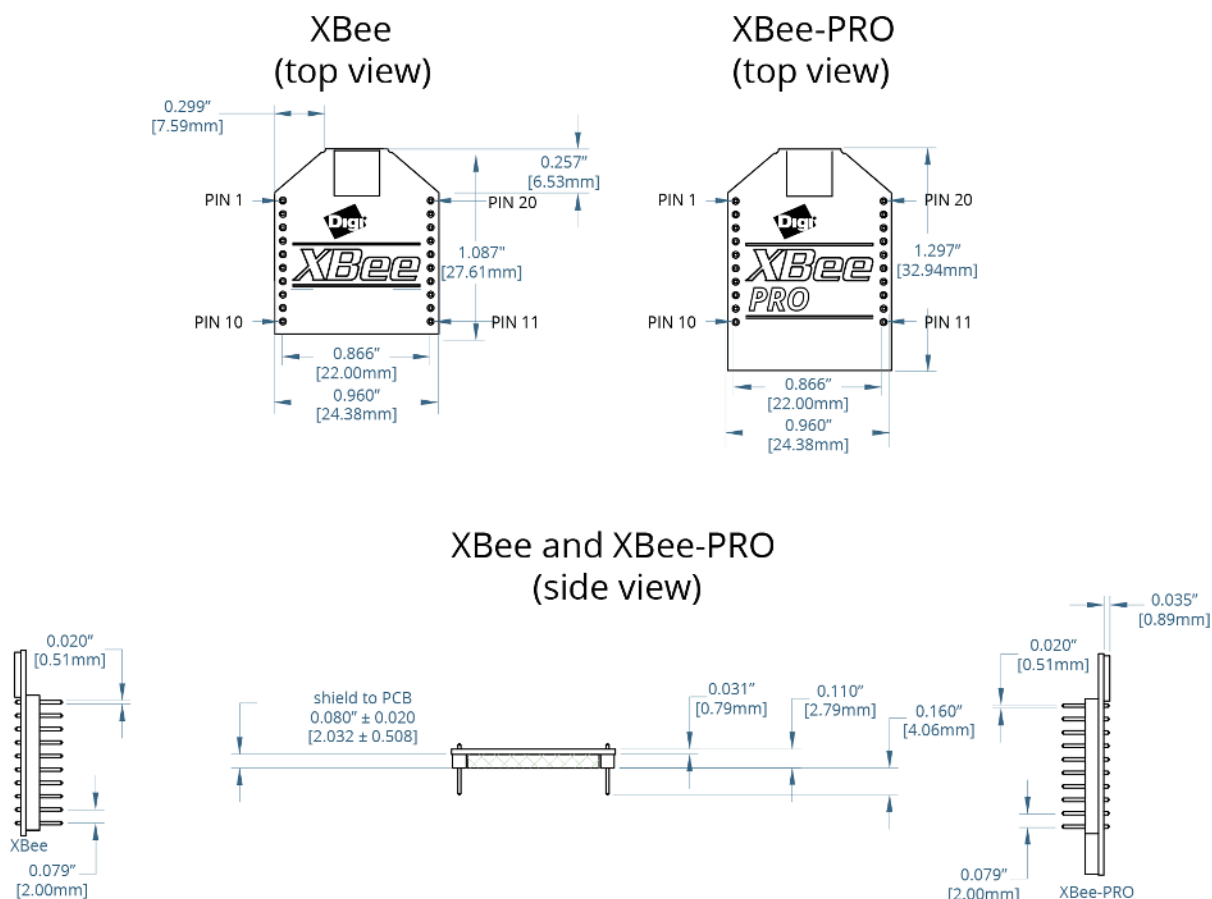 XBee
(top view)
XBee-PRO
(top view)
0.299”
[7.59mm]
0.257”
[6.53mm]
PIN 1
PIN 20
PIN 1
PIN 20
Digi
Digi
1.087”
[27.61mm]
1.297”
[32.94mm]
XBee
XBee
PRO
PIN 10
PIN 11
PIN 10
PIN 11
0.866”
[22.00mm]
0.960”
[24.38mm]
0.866”
[22.00mm]
0.960”
[24.38mm]
XBee and XBee-PRO
(side view)
0.020”
[0.51mm]
shield to PCB
0.080” ± 0.020
[2.032 ± 0.508]
0.031”
[0.79mm]
0.110”
[2.79mm]
0.160”
[4.06mm]
0.020”
[0.51mm]
0.035”
[0.89mm]
XBee
0.079”
[2.00mm]
0.079”
[2.00mm]
XBee-PRO